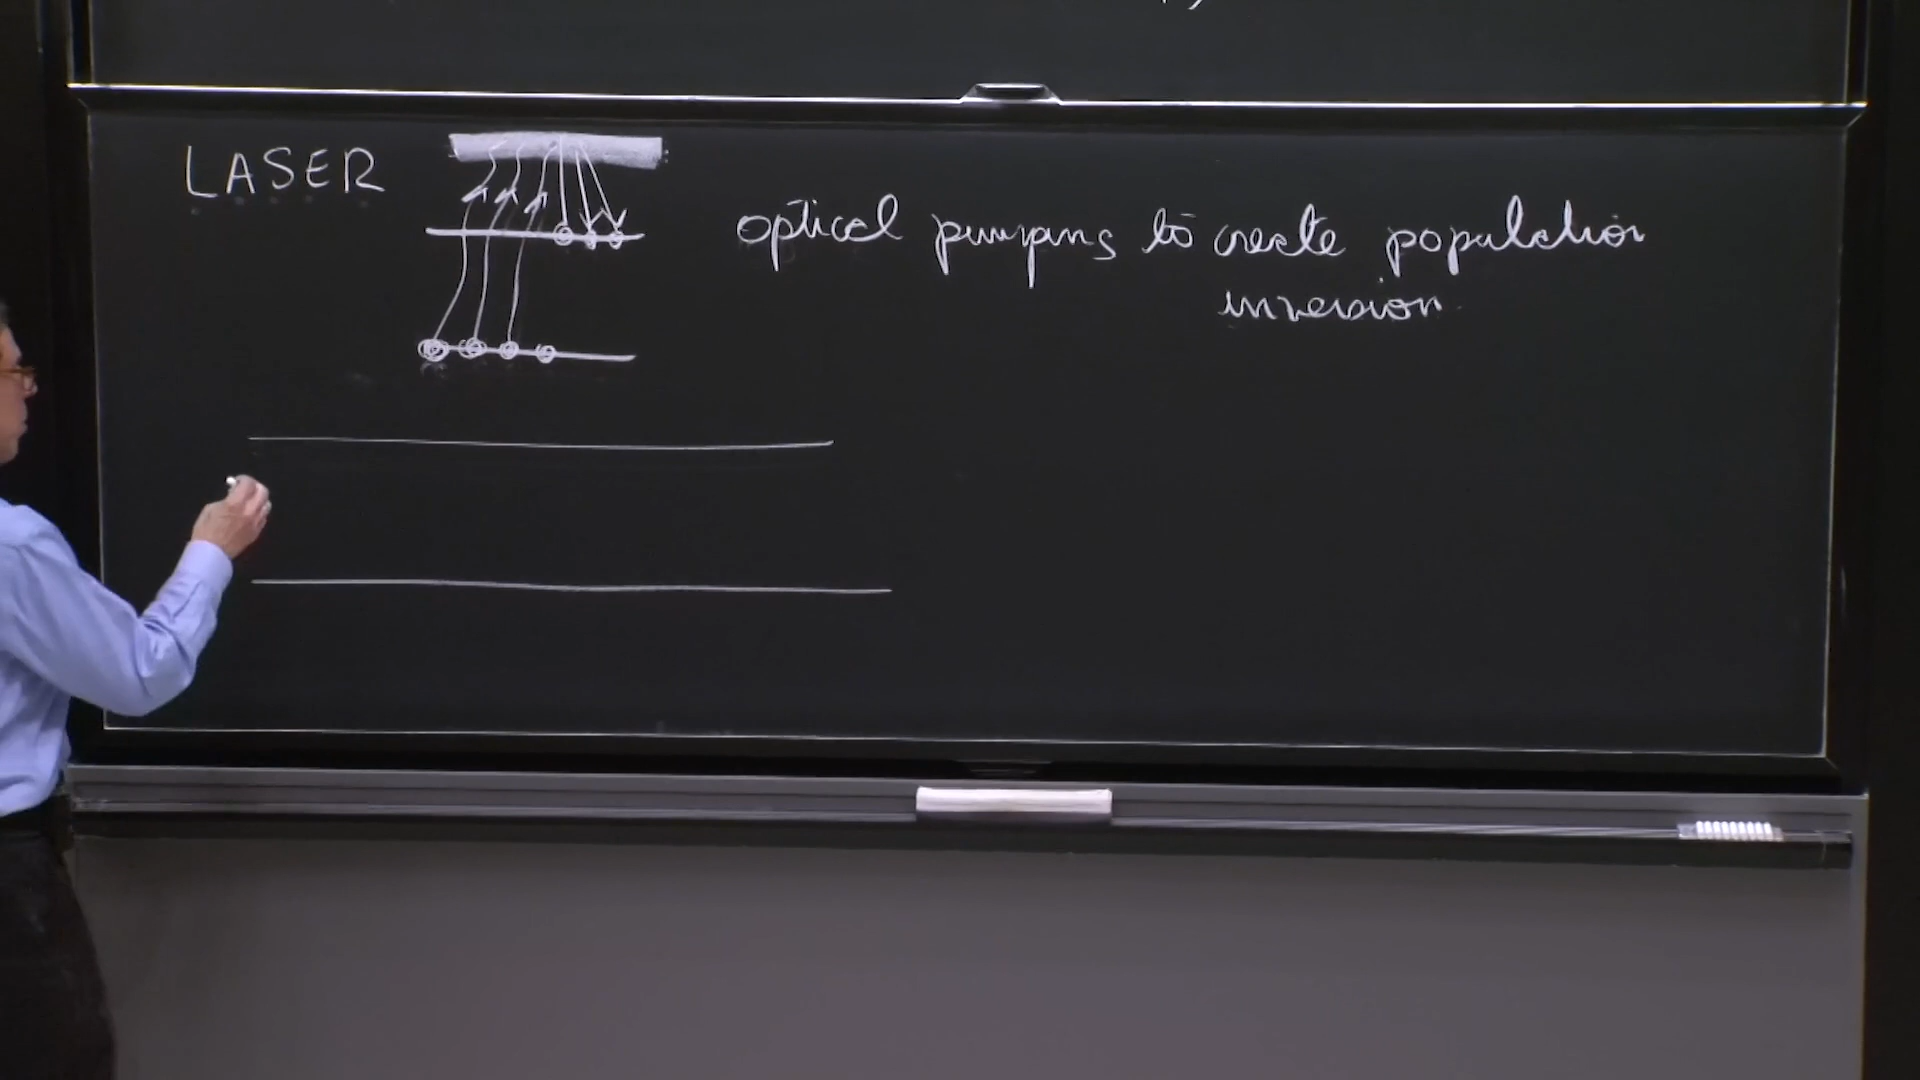 LASER
optical pumping to create population
inversion